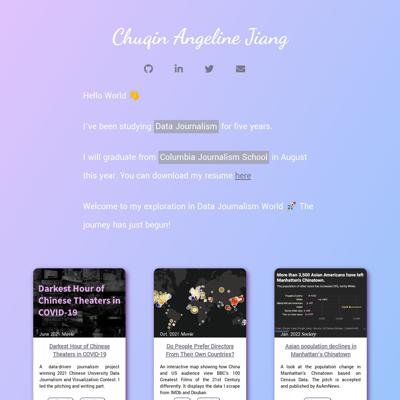 Chuqin Angeline Jiang
Hello World 👋
I've been studying Data Journalism for five years.
I will graduate from Columbia Journalism School in August
this year. You can download my resume here
Welcome to my exploration in Data Journalism World 🚀 The
journey has just begun!
Darkest Hour of
Chinese Theaters in
COVID-19
June 2021 Movie
Darkest Hour of Chinese
Theaters in COVID-19
A data-driven journalism project
winning 2021 Chinese University Data
Journalism and Visualization Contest. I
led the pitching and writing part.
Oct. 2021 Movie
Do People Prefer Directors
From Their Own Countries?
An interactive map showing how China
and US audience view BBC's 100
Greatest Films of the 21st Century
differently. It displays the data I scrape
from IMDb and Douban.
More than 3,500 Asian Americans have left
Manhattan's Chinatown.
Jan. 2022 Society
Asian population declines in
Manhattan's Chinatown
A look at the population change in
Manhattan's Chinatown based on
Census Data. The pitch is accepted
and published by AsAmNews.